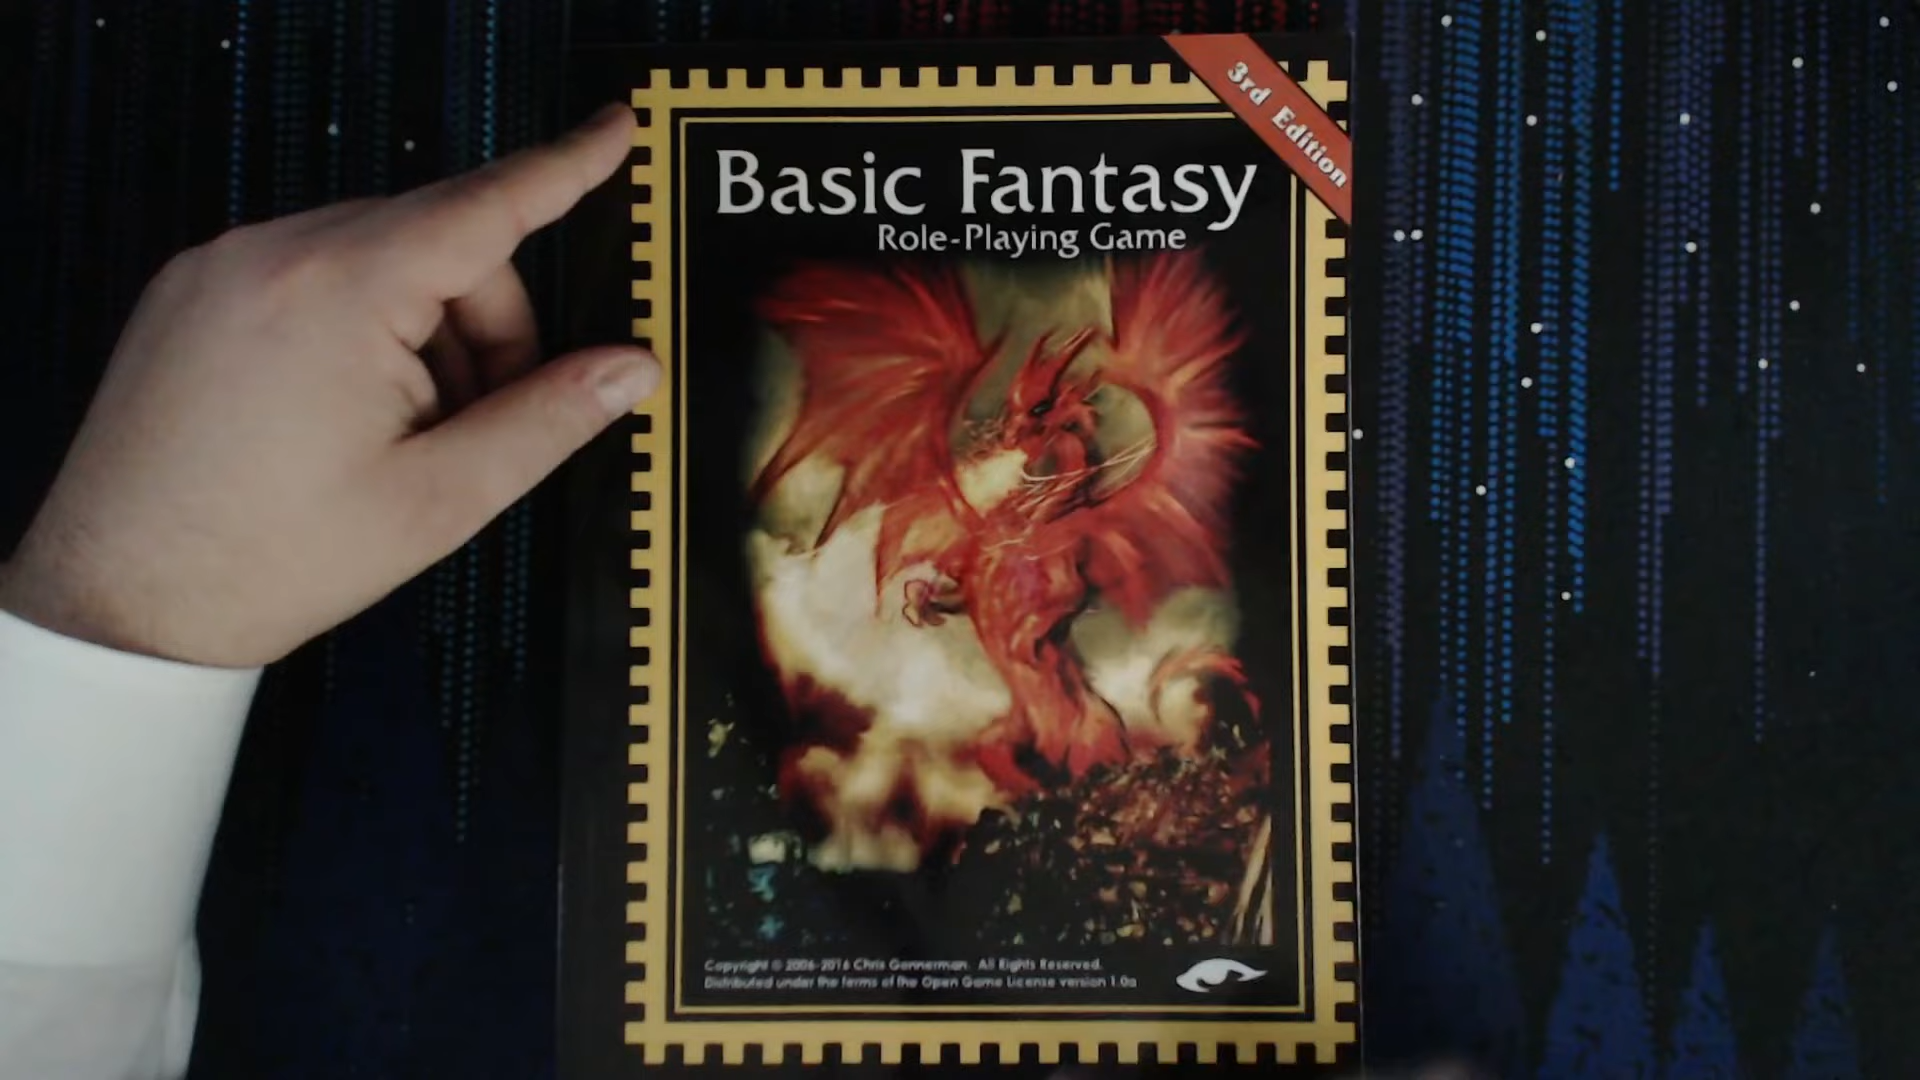 3rd Edition
Basic Fantasy
Role-Playing Game
Copyright © 2006-2016 Chris Gonnerman. All Rights Reserved.
Distributed under the terms of the Open Game License version 1.0a